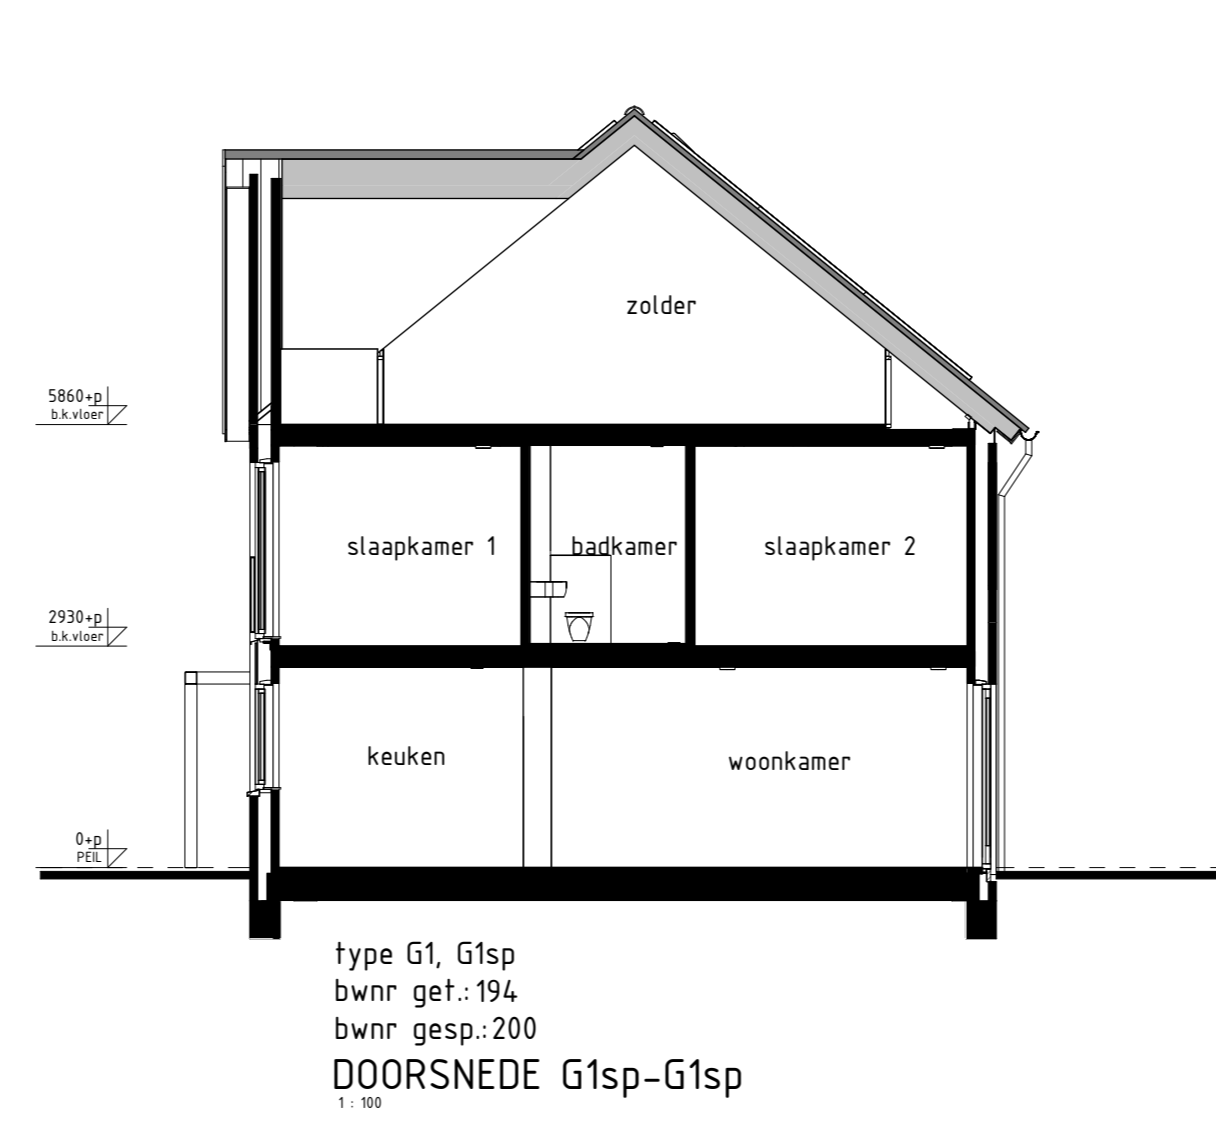 zolder
5860+p
b.k.vloer
slaapkamer 1
badkamer
slaapkamer 2
2930+p
b.k.vloer
keuken
woonkamer
0+p
PEIL
type G1, G1sp
bwnr get.: 194
bwnr gesp.: 200
DOORSNEDE G1sp-G1sp
1 : 100